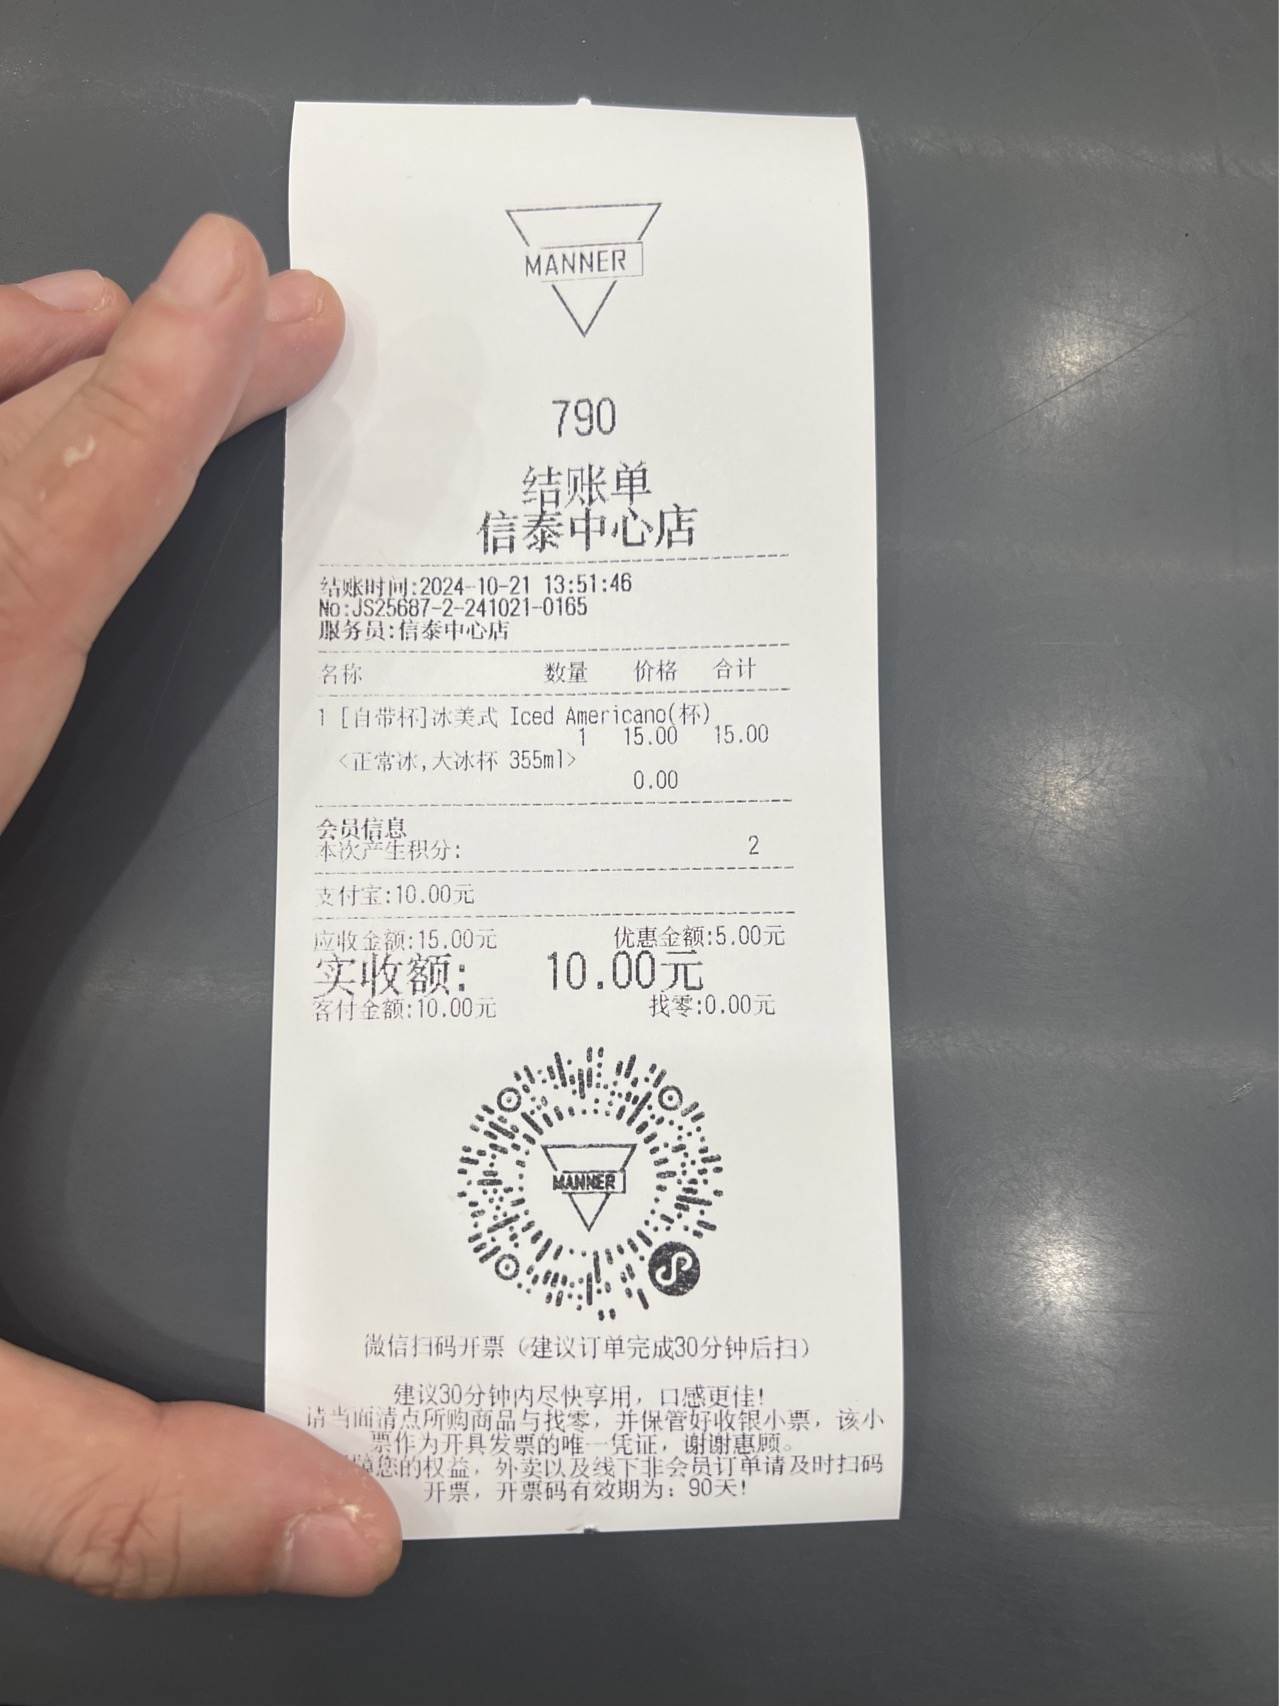 MANNER
790
结账单
信泰中心店
结账时间:2024-10-21 13:51:46
No:JS25687-2-241021-0165
服务员:信泰中心店
名称 数量 价格 合计
1 [自带杯]冰美式 Iced Americano(杯)
1 15.00 15.00
<正常冰,大冰杯 355ml>
0.00
会员信息
本次产生积分: 2
支付宝:10.00元
应收金额:15.00元 优惠金额:5.00元
实收额: 10.00元
客付金额:10.00元 找零:0.00元
MANNER
微信扫码开票（建议订单完成30分钟后扫）
建议30分钟内尽快享用，口感更佳!
请当面清点所购商品与找零，并保管好收银小票，该小
票作为开具发票的唯一凭证，谢谢惠顾。
障您的权益，外卖以及线下非会员订单请及时扫码
开票，开票码有效期为：90天!